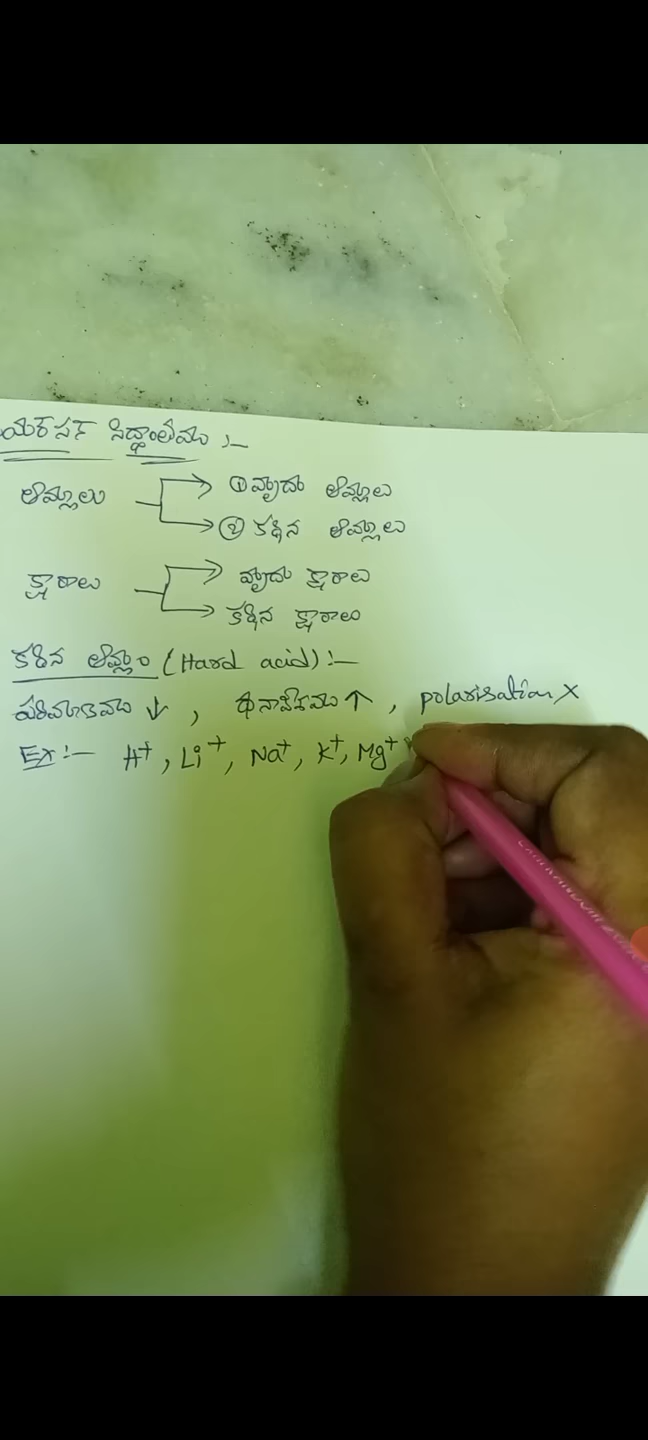 పియర్‌సన్ సిద్ధాంతము :-
ఆమ్లాలు
① మృదు ఆమ్లాలు
② కఠిన ఆమ్లాలు
క్షారాలు
మృదు క్షారాలు
కఠిన క్షారాలు
కఠిన ఆమ్లం (Hard acid) :-
పరిమాణము ↓ , ధనావేశము ↑ , polarisation X
Ex :- H⁺ , Li⁺ , Na⁺ , K⁺ , Mg⁺